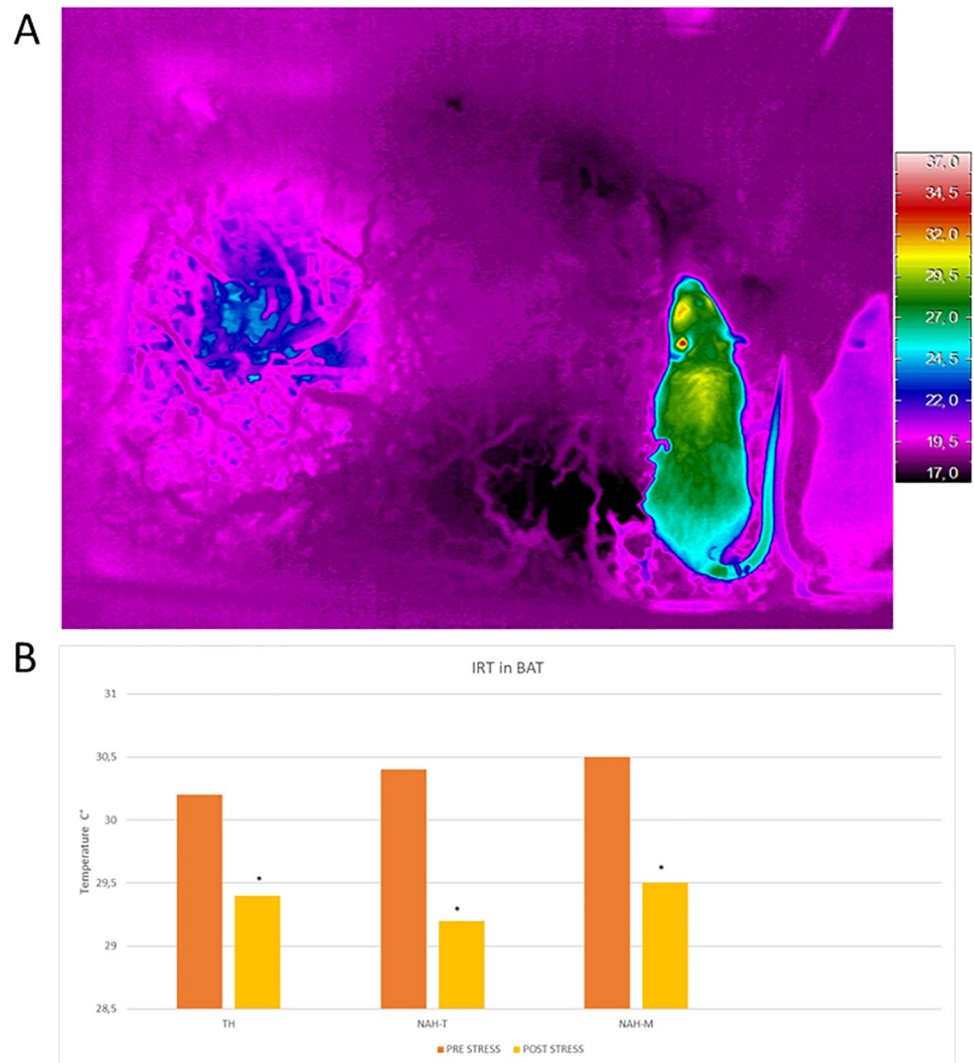 A
37, 0
34, 5
32, 0
29, 5
27, 0
24, 5
22, 0
19, 5
17, 0
B
IRT in BAT
31
30,5
30
29,5
29
28,5
Temperature C°
*
*
*
TH
NAH-T
NAH-M
PRE STRESS
POST STRESS